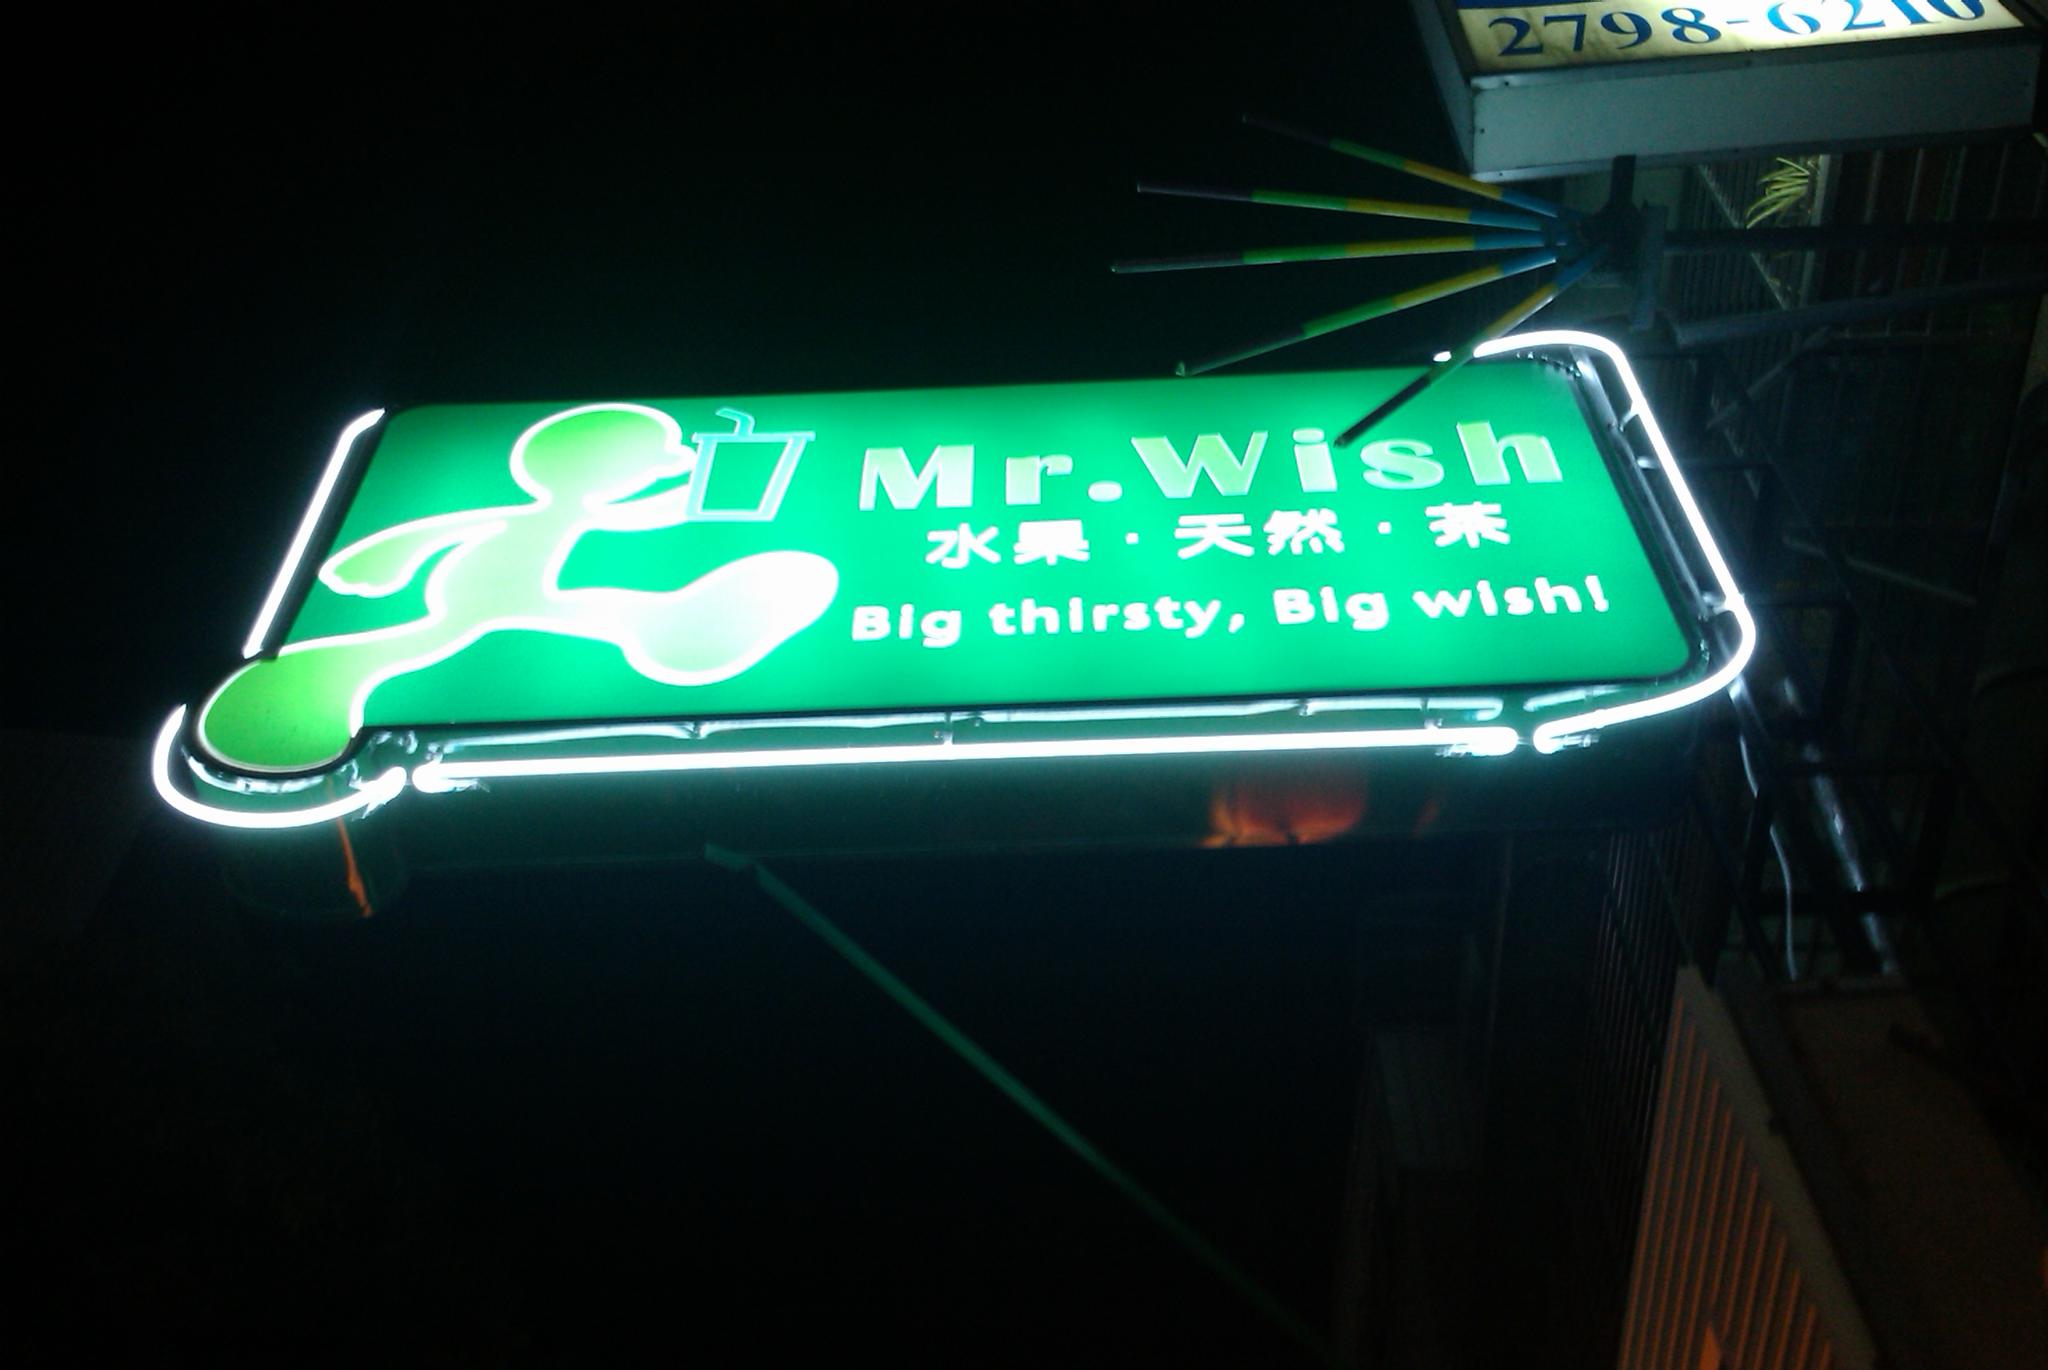 2798-6210
Mr.Wish
水果·天然·茶
Big thirsty, Big wish!